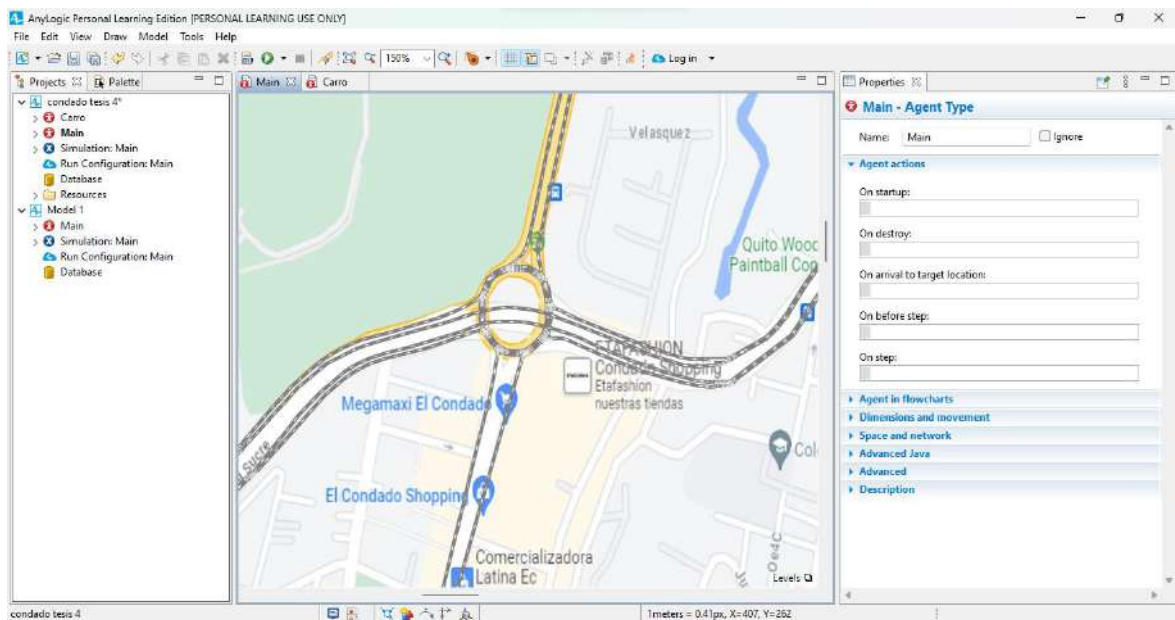 AnyLogic Personal Learning Edition [PERSONAL LEARNING USE ONLY]
File Edit View Draw Model Tools Help
150%
Log in
Projects
Palette
condado tesis 4*
Carro
Main
Simulation: Main
Run Configuration: Main
Database
Resources
Model 1
Main
Simulation: Main
Run Configuration: Main
Database
Main
Carro
Velasquez
Quito Wood
Paintball Con
ETAFASHION
Condado Shopping
Etafashion
nuestras tiendas
Megamaxi El Condado
Sucre
Col
El Condado Shopping
Comercializadora
Latina Ec
Oe4C
Levels
Properties
Main - Agent Type
Name: Main
Ignore
Agent actions
On startup:
On destroy:
On arrival to target location:
On before step:
On step:
Agent in flowcharts
Dimensions and movement
Space and network
Advanced Java
Advanced
Description
condado tesis 4
1meters = 0.41px, X=407, Y=262